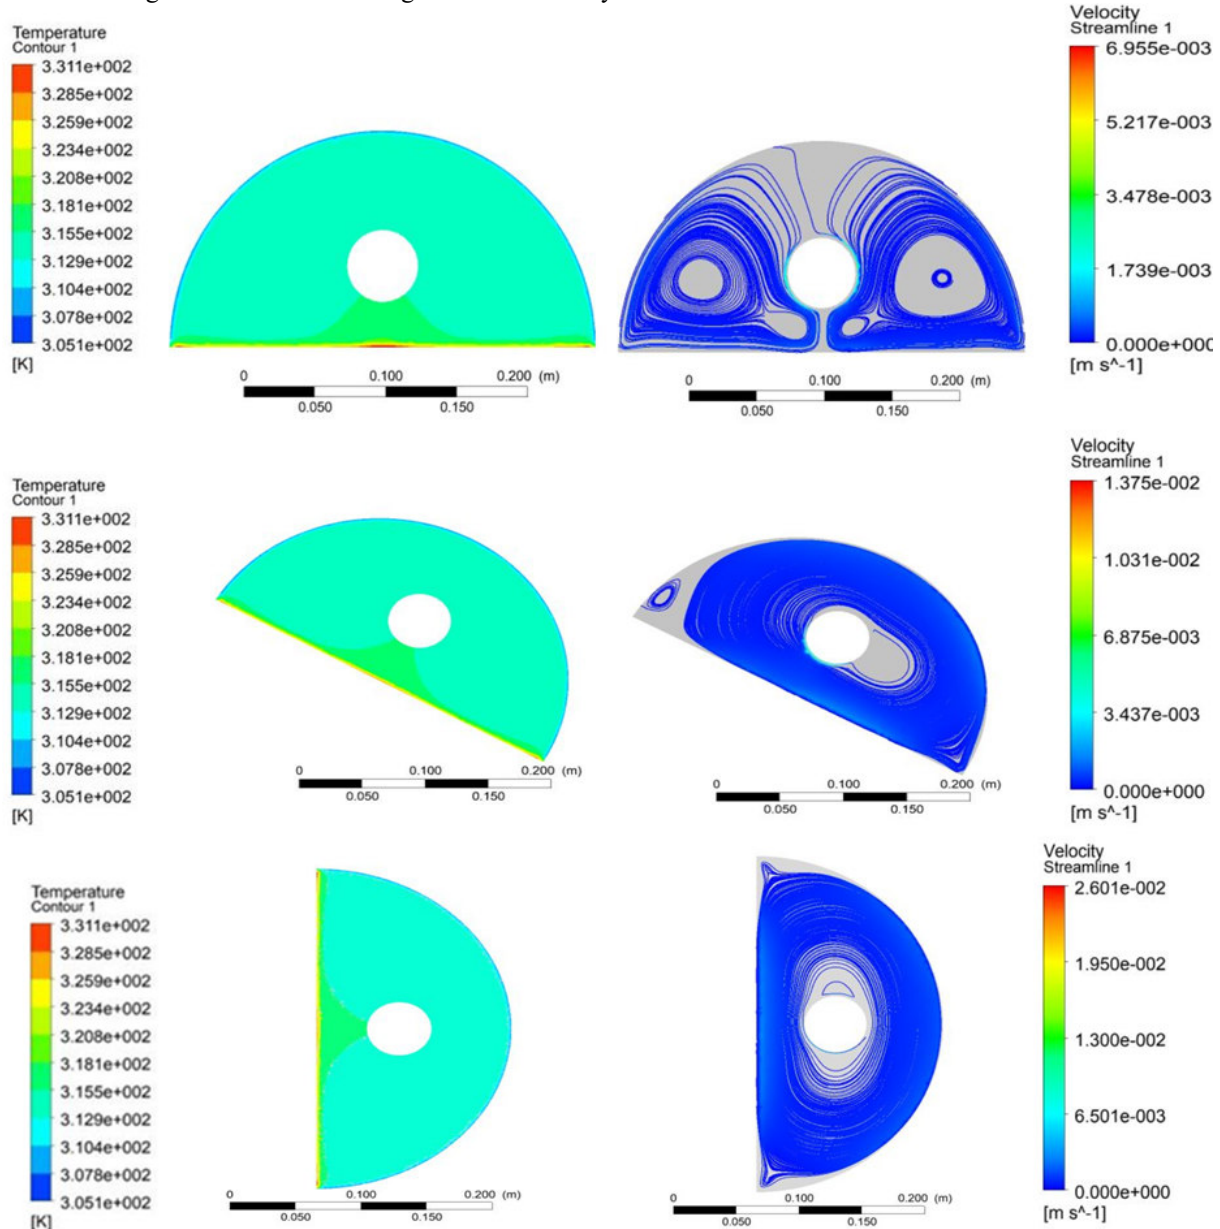 Temperature
Contour 1
3.311e+002
3.285e+002
3.259e+002
3.234e+002
3.208e+002
3.181e+002
3.155e+002
3.129e+002
3.104e+002
3.078e+002
3.051e+002
[K]
0 0.100 0.200 (m)
0.050 0.150
Velocity
Streamline 1
6.955e-003
5.217e-003
3.478e-003
1.739e-003
0.000e+000
[m s^-1]
0 0.100 0.200 (m)
0.050 0.150
Temperature
Contour 1
3.311e+002
3.285e+002
3.259e+002
3.234e+002
3.208e+002
3.181e+002
3.155e+002
3.129e+002
3.104e+002
3.078e+002
3.051e+002
[K]
0 0.100 0.200 (m)
0.050 0.150
Velocity
Streamline 1
1.375e-002
1.031e-002
6.875e-003
3.437e-003
0.000e+000
[m s^-1]
0 0.100 0.200 (m)
0.050 0.150
Temperature
Contour 1
3.311e+002
3.285e+002
3.259e+002
3.234e+002
3.208e+002
3.181e+002
3.155e+002
3.129e+002
3.104e+002
3.078e+002
3.051e+002
[K]
0 0.100 0.200 (m)
0.050 0.150
Velocity
Streamline 1
2.601e-002
1.950e-002
1.300e-002
6.501e-003
0.000e+000
[m s^-1]
0 0.100 0.200 (m)
0.050 0.150